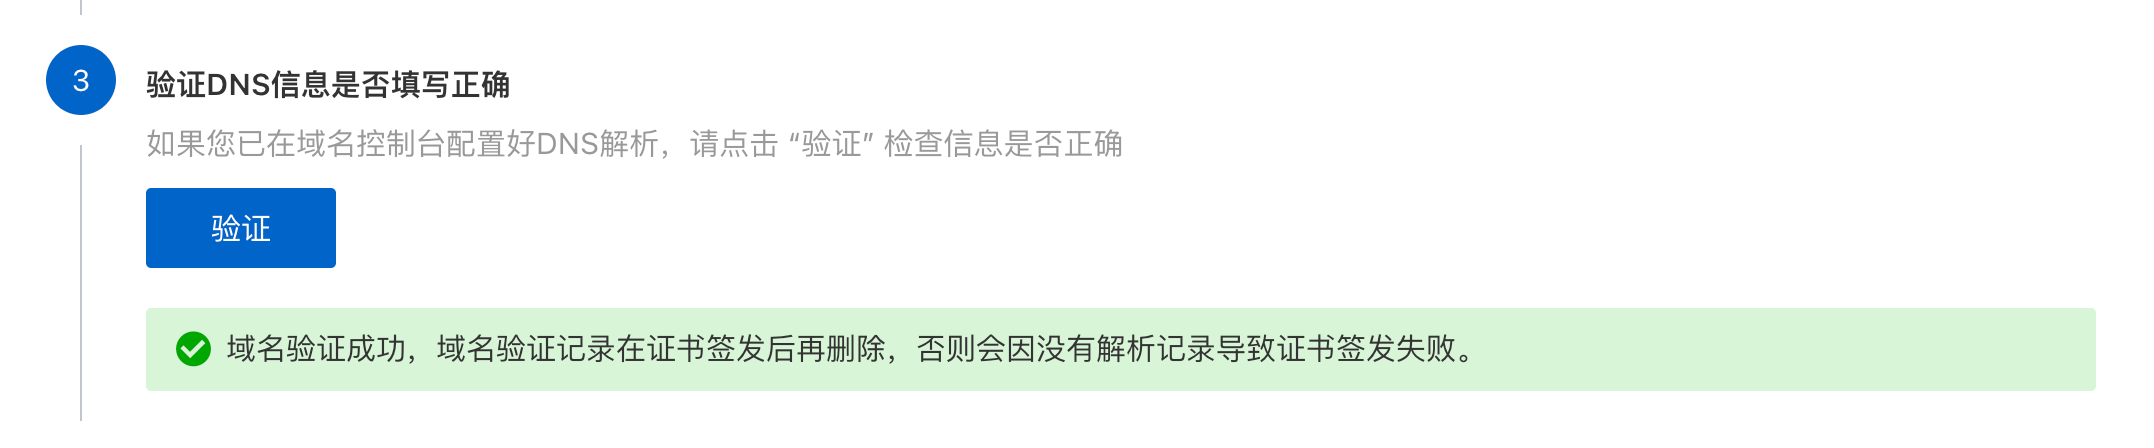 3
验证DNS信息是否填写正确
如果您已在域名控制台配置好DNS解析，请点击 “验证” 检查信息是否正确
验证
域名验证成功，域名验证记录在证书签发后再删除，否则会因没有解析记录导致证书签发失败。